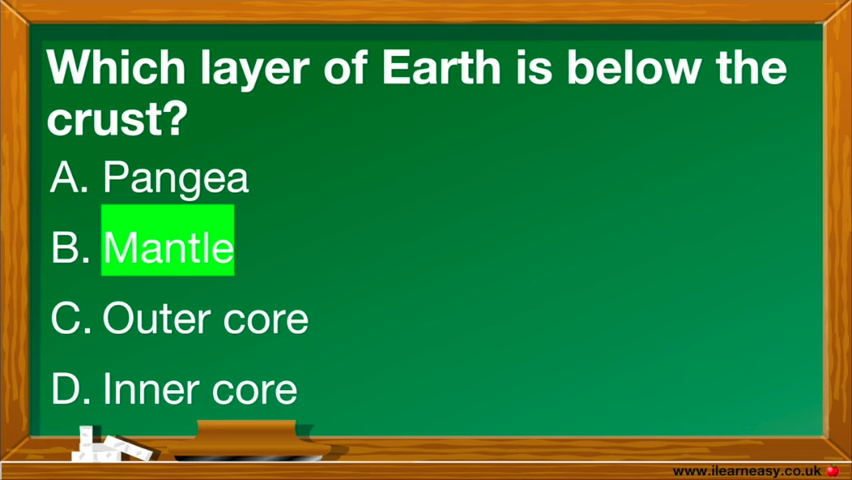 Which layer of Earth is below the
crust?
A. Pangea
B. Mantle
C. Outer core
D. Inner core
www.ilearneasy.co.uk